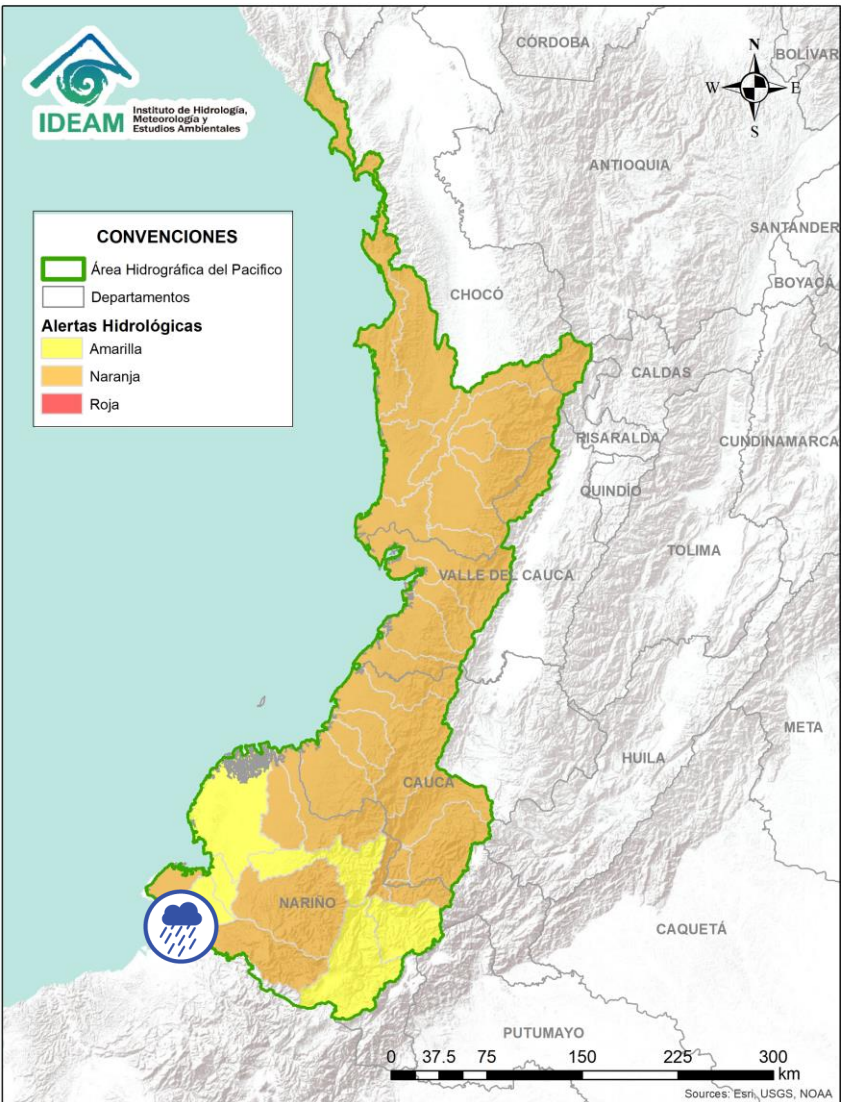 IDEAM
Instituto de Hidrología,
Meteorología y
Estudios Ambientales
N
W
E
S
CÓRDOBA
BOLÍVAR
ANTIOQUIA
SANTANDER
BOYACÁ
CHOCÓ
CALDAS
RISARALDA
CUNDINAMARCA
QUINDÍO
TOLIMA
VALLE DEL CAUCA
META
HUILA
CAUCA
NARIÑO
CAQUETÁ
PUTUMAYO
CONVENCIONES
Área Hidrográfica del Pacifico
Departamentos
Alertas Hidrológicas
Amarilla
Naranja
Roja
0 37.5 75 150 225 300
km
Sources: Esri, USGS, NOAA